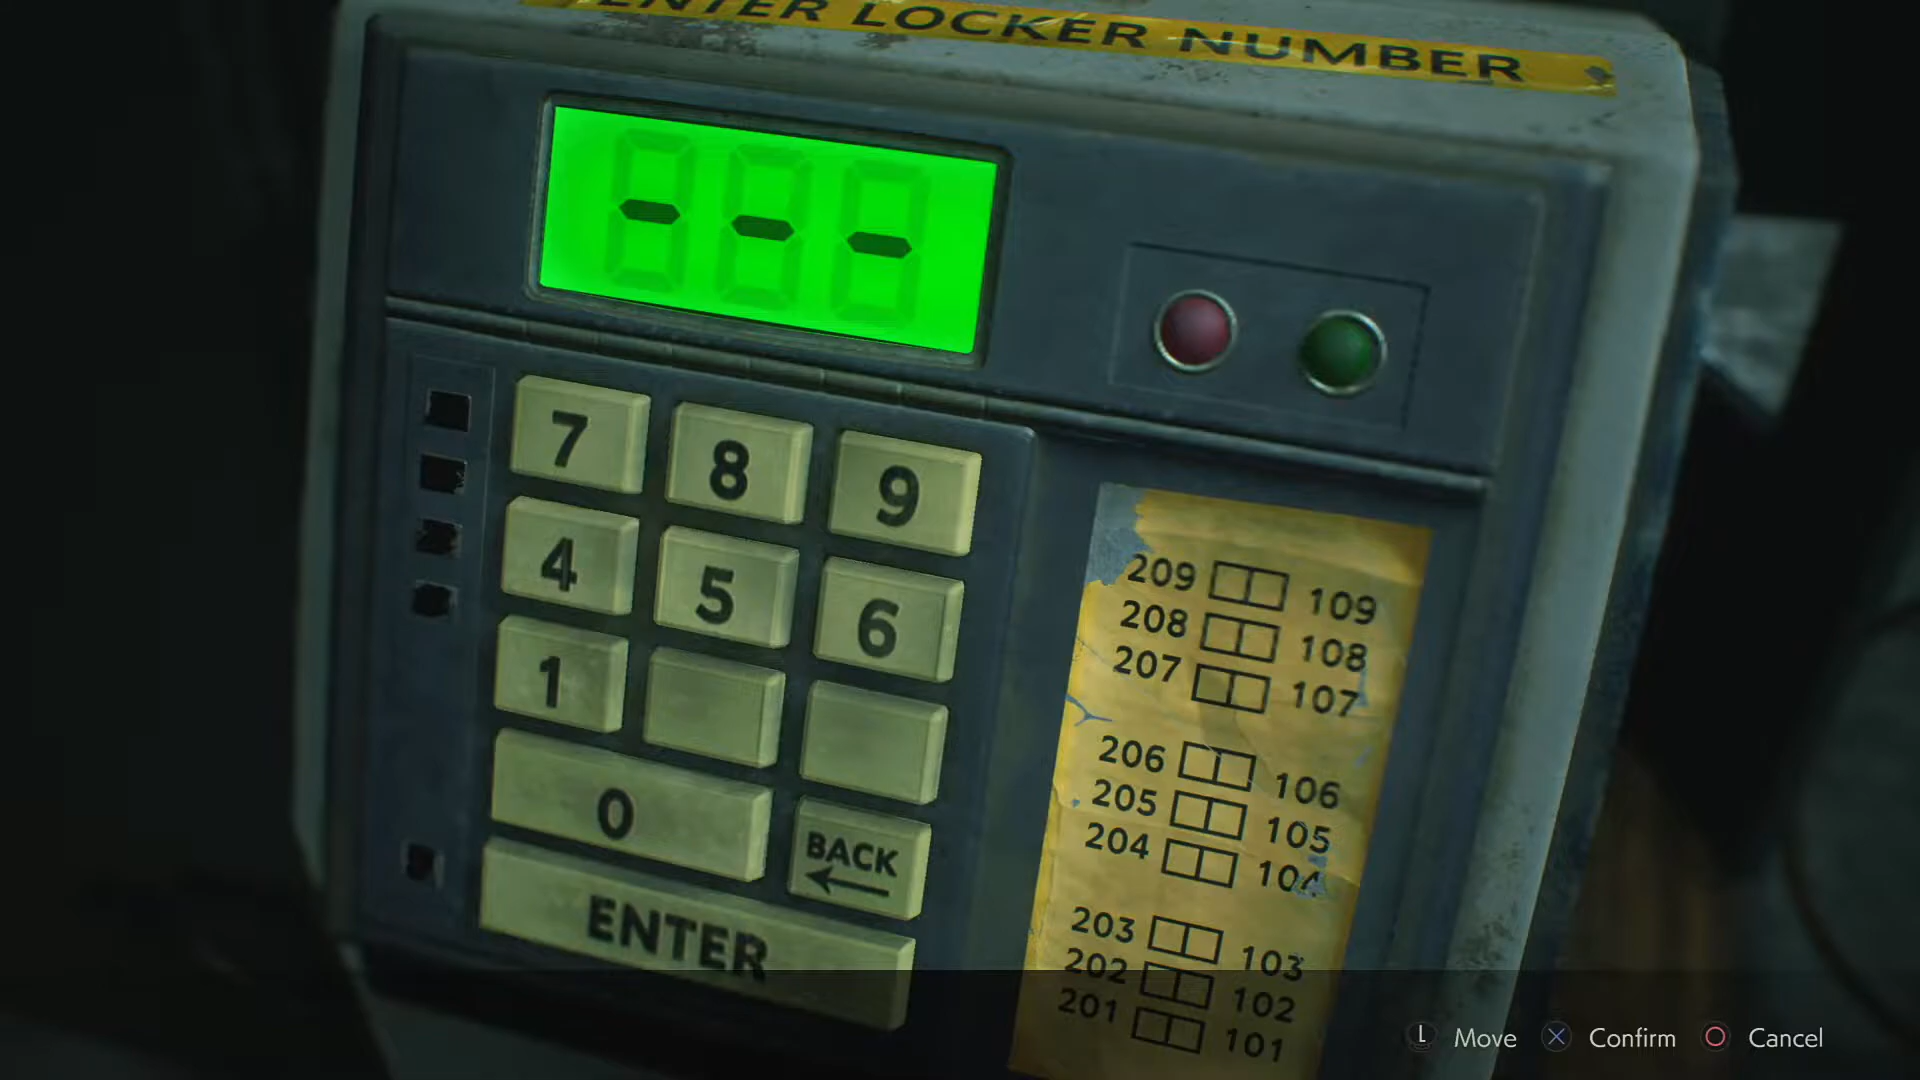 ENTER LOCKER NUMBER
- - -
7 8 9
4 5 6
1
0 BACK
ENTER
209 109
208 108
207 107
206 106
205 105
204 104
203 103
202 102
201 101
L Move X Confirm O Cancel